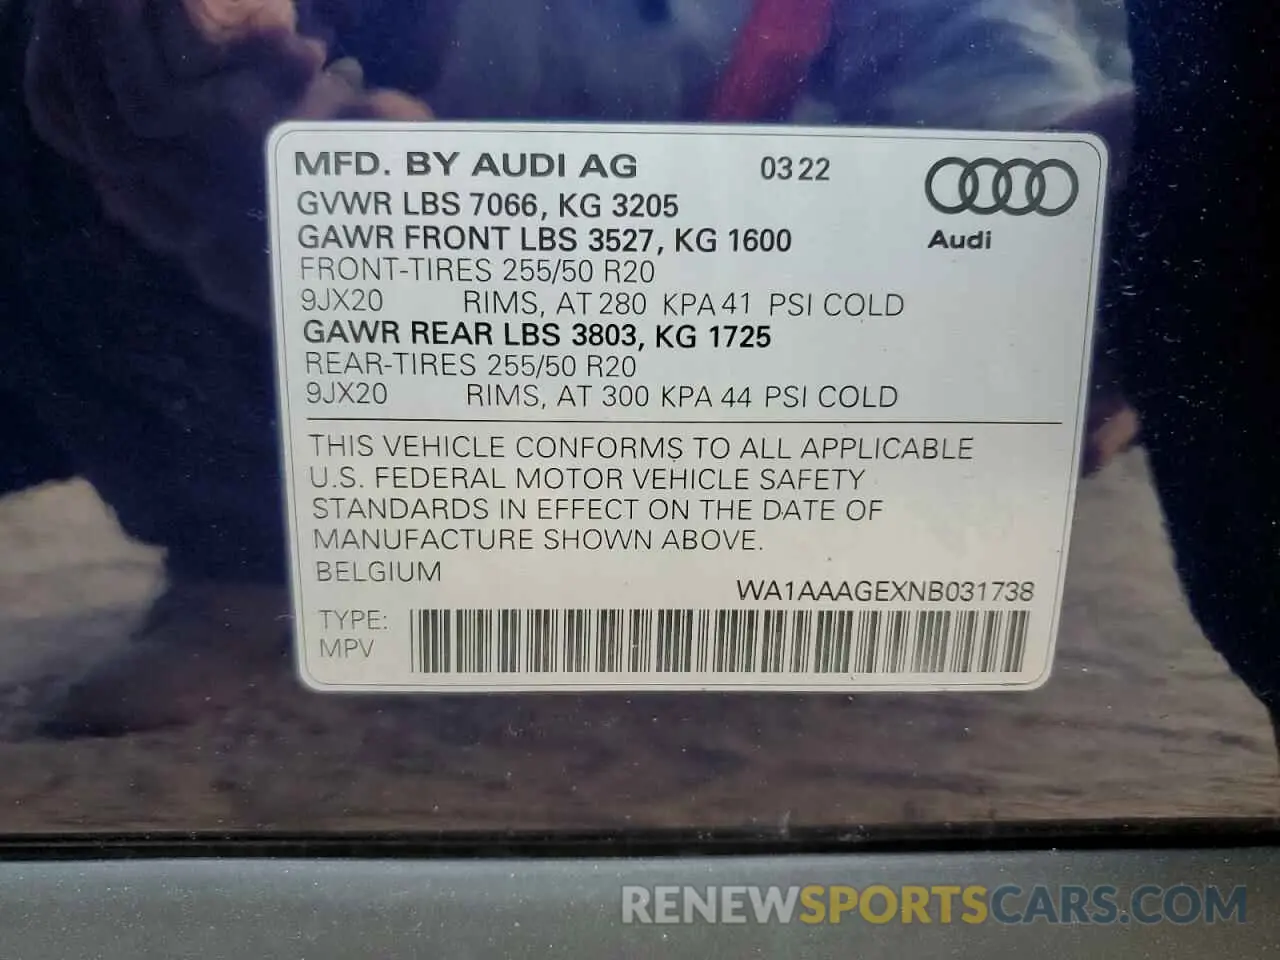 MFD. BY AUDI AG 03 22
GVWR LBS 7066, KG 3205
GAWR FRONT LBS 3527, KG 1600
Audi
FRONT-TIRES 255/50 R20
9JX20 RIMS, AT 280 KPA 41 PSI COLD
GAWR REAR LBS 3803, KG 1725
REAR-TIRES 255/50 R20
9JX20 RIMS, AT 300 KPA 44 PSI COLD
THIS VEHICLE CONFORMS TO ALL APPLICABLE
U.S. FEDERAL MOTOR VEHICLE SAFETY
STANDARDS IN EFFECT ON THE DATE OF
MANUFACTURE SHOWN ABOVE.
BELGIUM
WA1AAAGEXNB031738
TYPE:
MPV
RENEWSPORTSCARS.COM